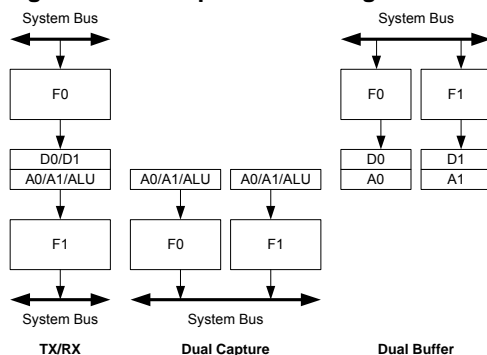 System Bus
F0
D0/D1
A0/A1/ALU
F1
System Bus
TX/RX
A0/A1/ALU
A0/A1/ALU
F0
F1
System Bus
Dual Capture
System Bus
F0
F1
D0
D1
A0
A1
Dual Buffer